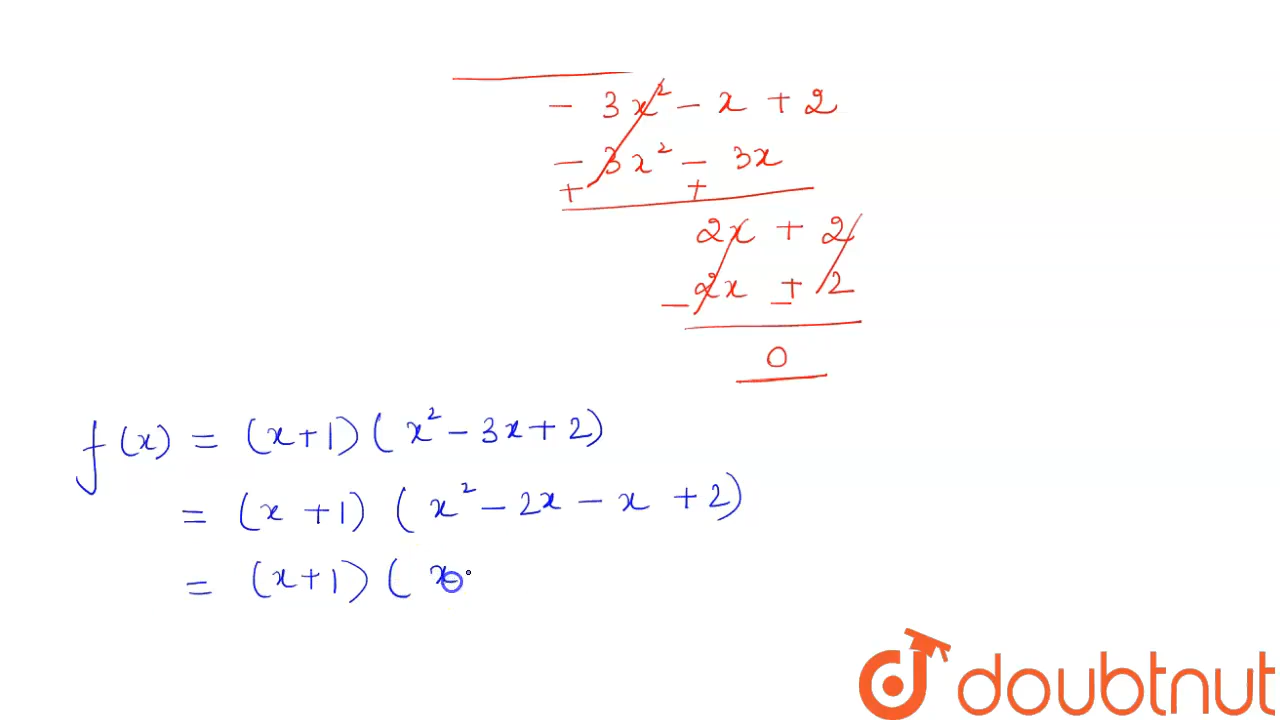 - 3x² - x + 2
- 3x² - 3x
+ +
2x + 2
- 2x + 2
-
0
f(x) = (x+1)(x² - 3x + 2)
= (x+1)(x² - 2x - x + 2)
= (x+1)(x
doubtnut